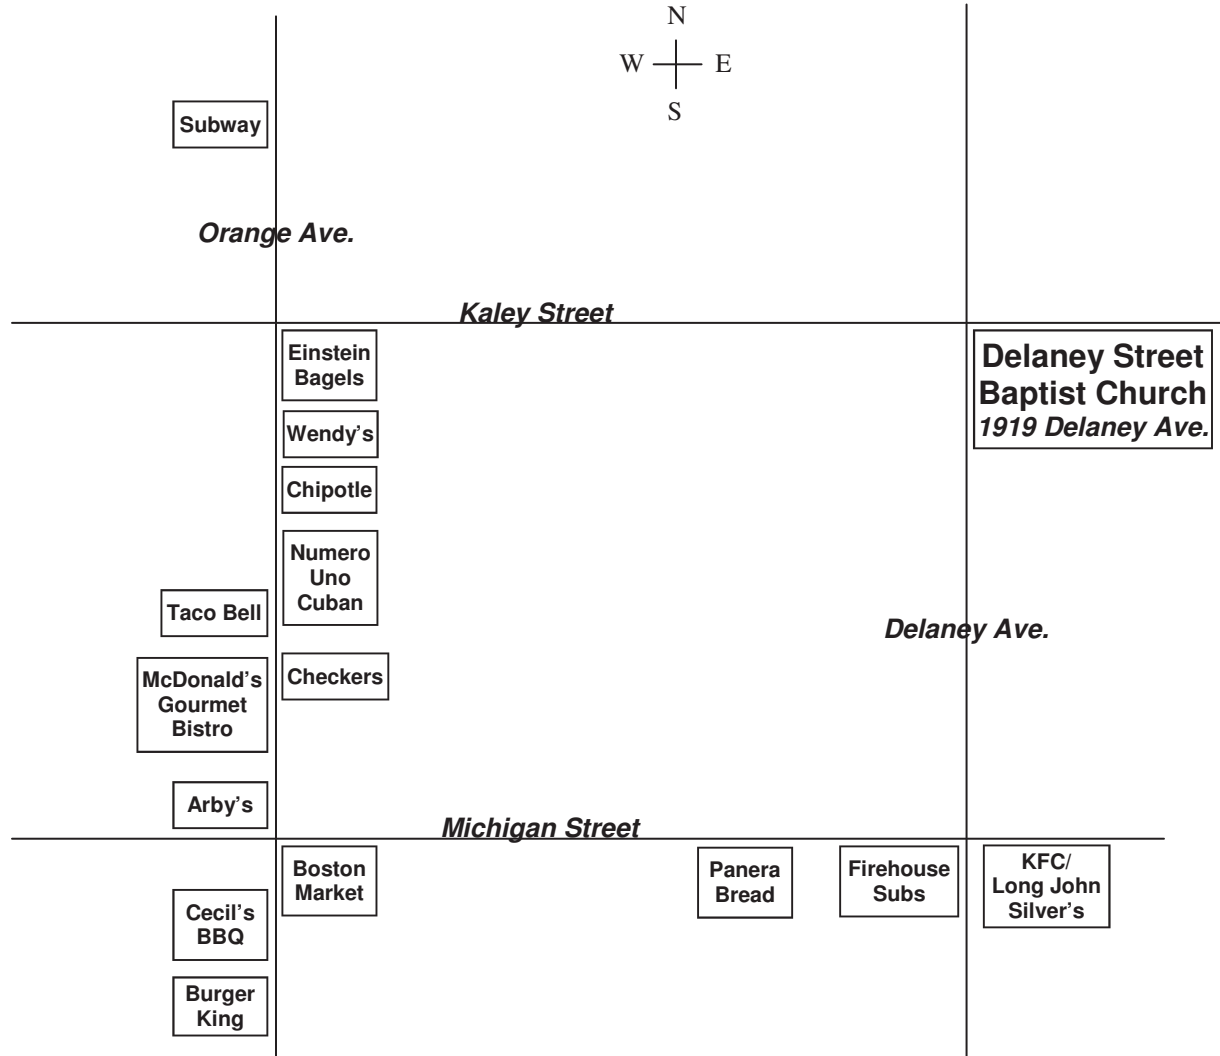 N
W
E
S
Subway
Orange Ave.
Kaley Street
Einstein
Bagels
Delaney Street
Baptist Church
1919 Delaney Ave.
Wendy's
Chipotle
Numero
Uno
Cuban
Taco Bell
Delaney Ave.
McDonald's
Gourmet
Bistro
Checkers
Arby's
Michigan Street
Boston
Market
Panera
Bread
Firehouse
Subs
KFC/
Long John
Silver's
Cecil's
BBQ
Burger
King